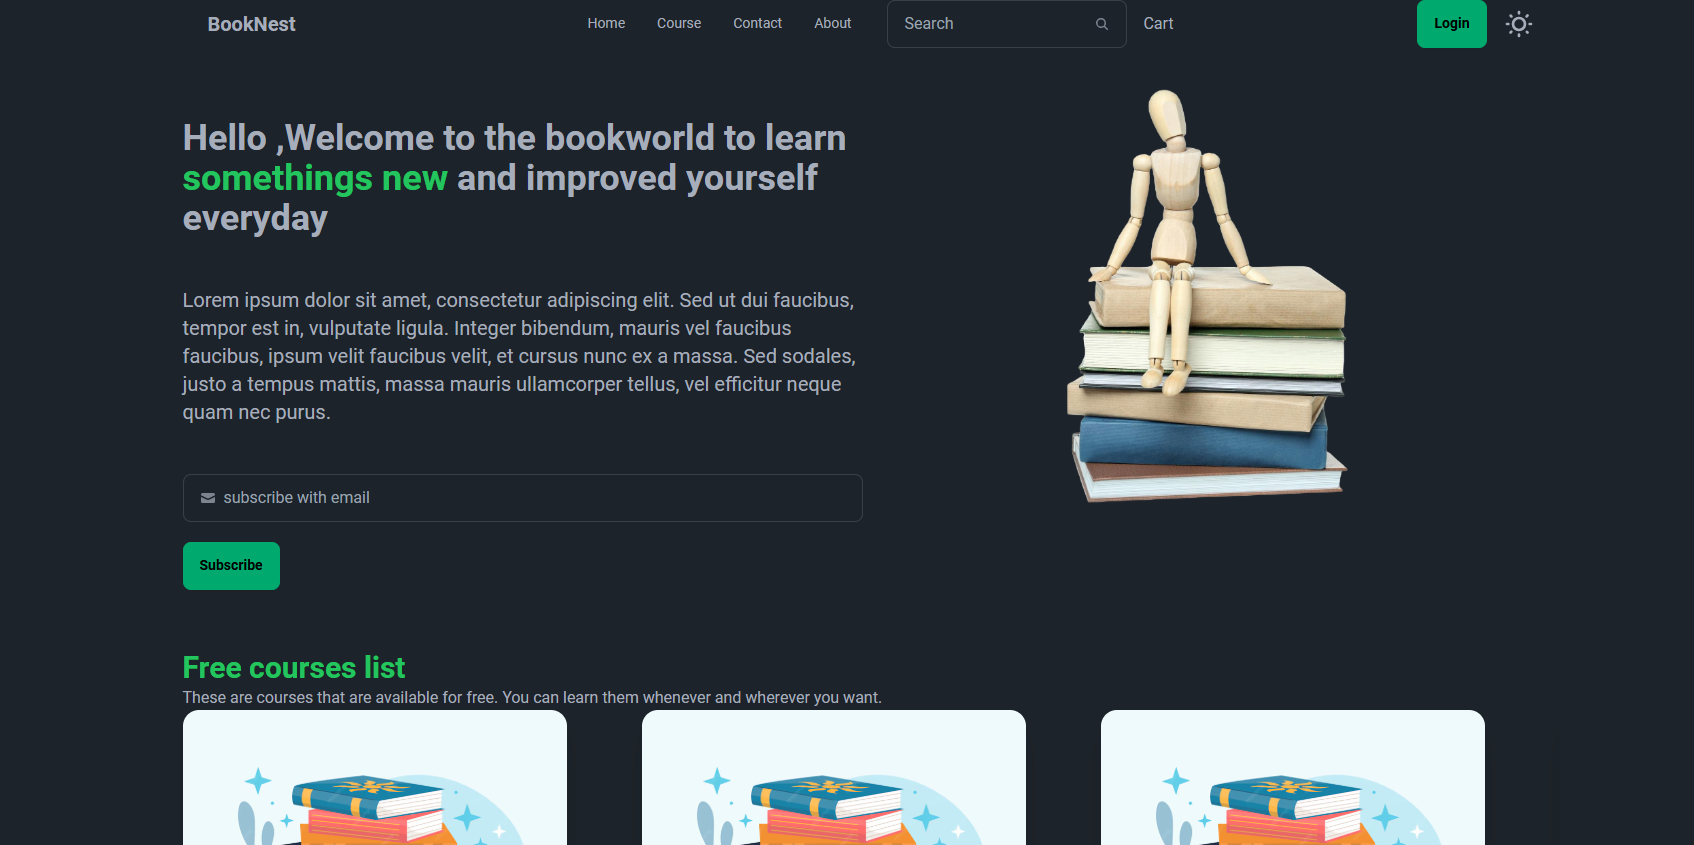 BookNest
Home
Course
Contact
About
Search
Cart
Login
Hello ,Welcome to the bookworld to learn
somethings new and improved yourself
everyday
Lorem ipsum dolor sit amet, consectetur adipiscing elit. Sed ut dui faucibus,
tempor est in, vulputate ligula. Integer bibendum, mauris vel faucibus
faucibus, ipsum velit faucibus velit, et cursus nunc ex a massa. Sed sodales,
justo a tempus mattis, massa mauris ullamcorper tellus, vel efficitur neque
quam nec purus.
subscribe with email
Subscribe
Free courses list
These are courses that are available for free. You can learn them whenever and wherever you want.